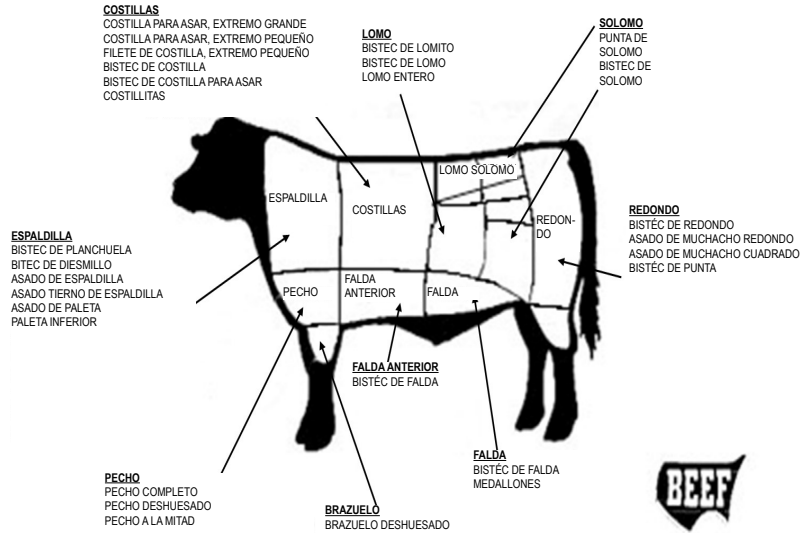 COSTILLAS
COSTILLA PARA ASAR, EXTREMO GRANDE
COSTILLA PARA ASAR, EXTREMO PEQUEÑO
FILETE DE COSTILLA, EXTREMO PEQUEÑO
BISTEC DE COSTILLA
BISTEC DE COSTILLA PARA ASAR
COSTILLITAS
LOMO
BISTEC DE LOMITO
BISTEC DE LOMO
LOMO ENTERO
SOLOMO
PUNTA DE
SOLOMO
BISTEC DE
SOLOMO
LOMO SOLOMO
ESPALDILLA
COSTILLAS
REDON-
DO
PECHO
FALDA
ANTERIOR
FALDA
ESPALDILLA
BISTEC DE PLANCHUELA
BITEC DE DIESMILLO
ASADO DE ESPALDILLA
ASADO TIERNO DE ESPALDILLA
ASADO DE PALETA
PALETA INFERIOR
REDONDO
BISTÉC DE REDONDO
ASADO DE MUCHACHO REDONDO
ASADO DE MUCHACHO CUADRADO
BISTÉC DE PUNTA
FALDA ANTERIOR
BISTÉC DE FALDA
PECHO
PECHO COMPLETO
PECHO DESHUESADO
PECHO A LA MITAD
BRAZUELO
BRAZUELO DESHUESADO
FALDA
BISTÉC DE FALDA
MEDALLONES
BEEF